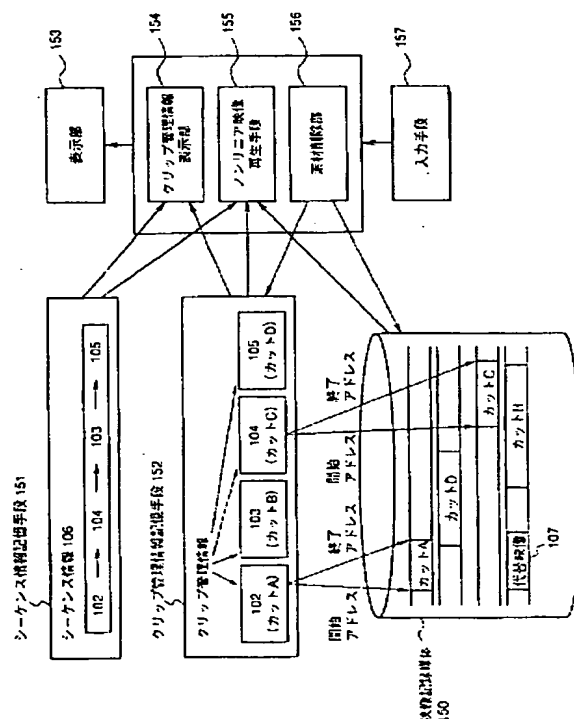 シーケンス情報記憶手段 151
シーケンス情報 106
102
104
103
105
クリップ管理情報記憶手段 152
クリップ管理情報
102
(カットA)
103
(カットB)
104
(カットC)
105
(カットD)
開始
アドレス
終了
アドレス
開始
アドレス
終了
アドレス
カットA
カットD
カットC
代替映像
カットB
107
映像記録媒体
150
153
表示部
154
クリップ管理情報
表示部
155
ノンリニア映像
再生手段
156
素材削除部
157
入力手段